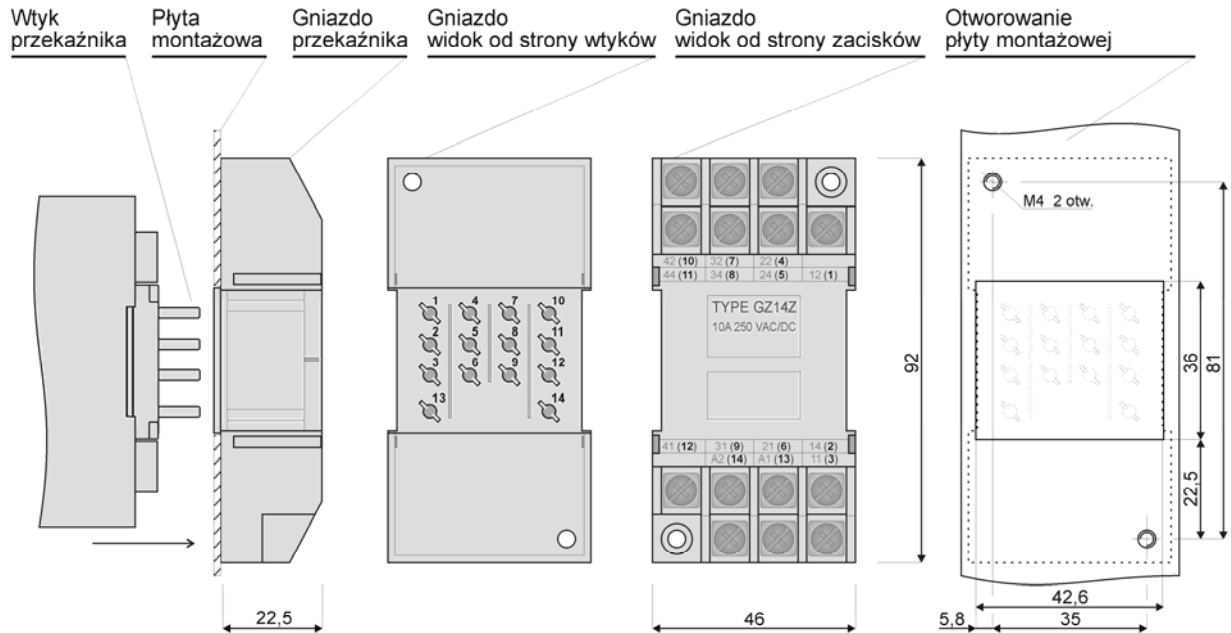 Wtyk
przekaźnika
Płyta
montażowa
Gniazdo
przekaźnika
Gniazdo
widok od strony wtyków
Gniazdo
widok od strony zacisków
Otworowanie
płyty montażowej
1 4 7 10
2 5 8 11
3 6 9 12
13 14
42 (10) 32 (7) 22 (4)
44 (11) 34 (8) 24 (5) 12 (1)
TYPE GZ14Z
10A 250 VAC/DC
41 (12) 31 (9) 21 (6) 14 (2)
A2 (14) A1 (13) 11 (3)
92
M4 2 otw.
36
81
22,5
22,5
46
42,6
5,8
35